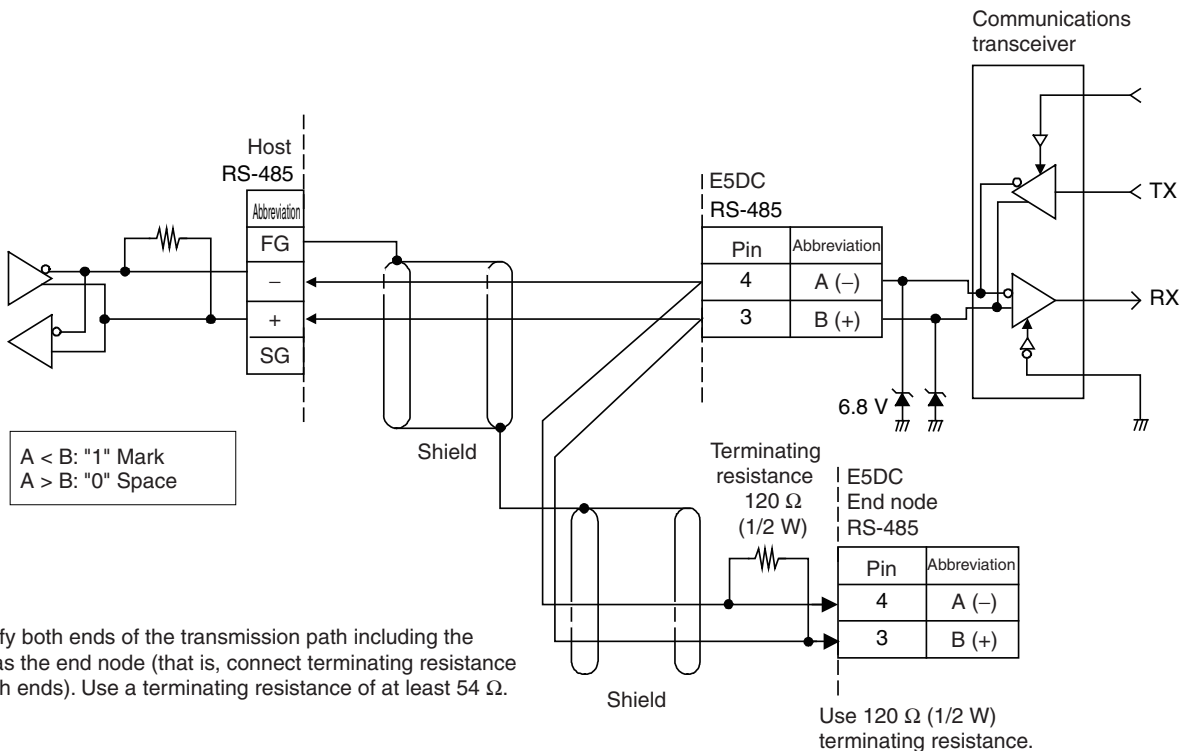 Communications
transceiver
Host
RS-485
Abbreviation
FG
−
+
SG
E5DC
RS-485
Pin Abbreviation
4 A (−)
3 B (+)
TX
RX
6.8 V
Shield
A < B: "1" Mark
A > B: "0" Space
Terminating
resistance
120 Ω
(1/2 W)
E5DC
End node
RS-485
Pin Abbreviation
4 A (−)
3 B (+)
fy both ends of the transmission path including the
as the end node (that is, connect terminating resistance
h ends). Use a terminating resistance of at least 54 Ω.
Shield
Use 120 Ω (1/2 W)
terminating resistance.